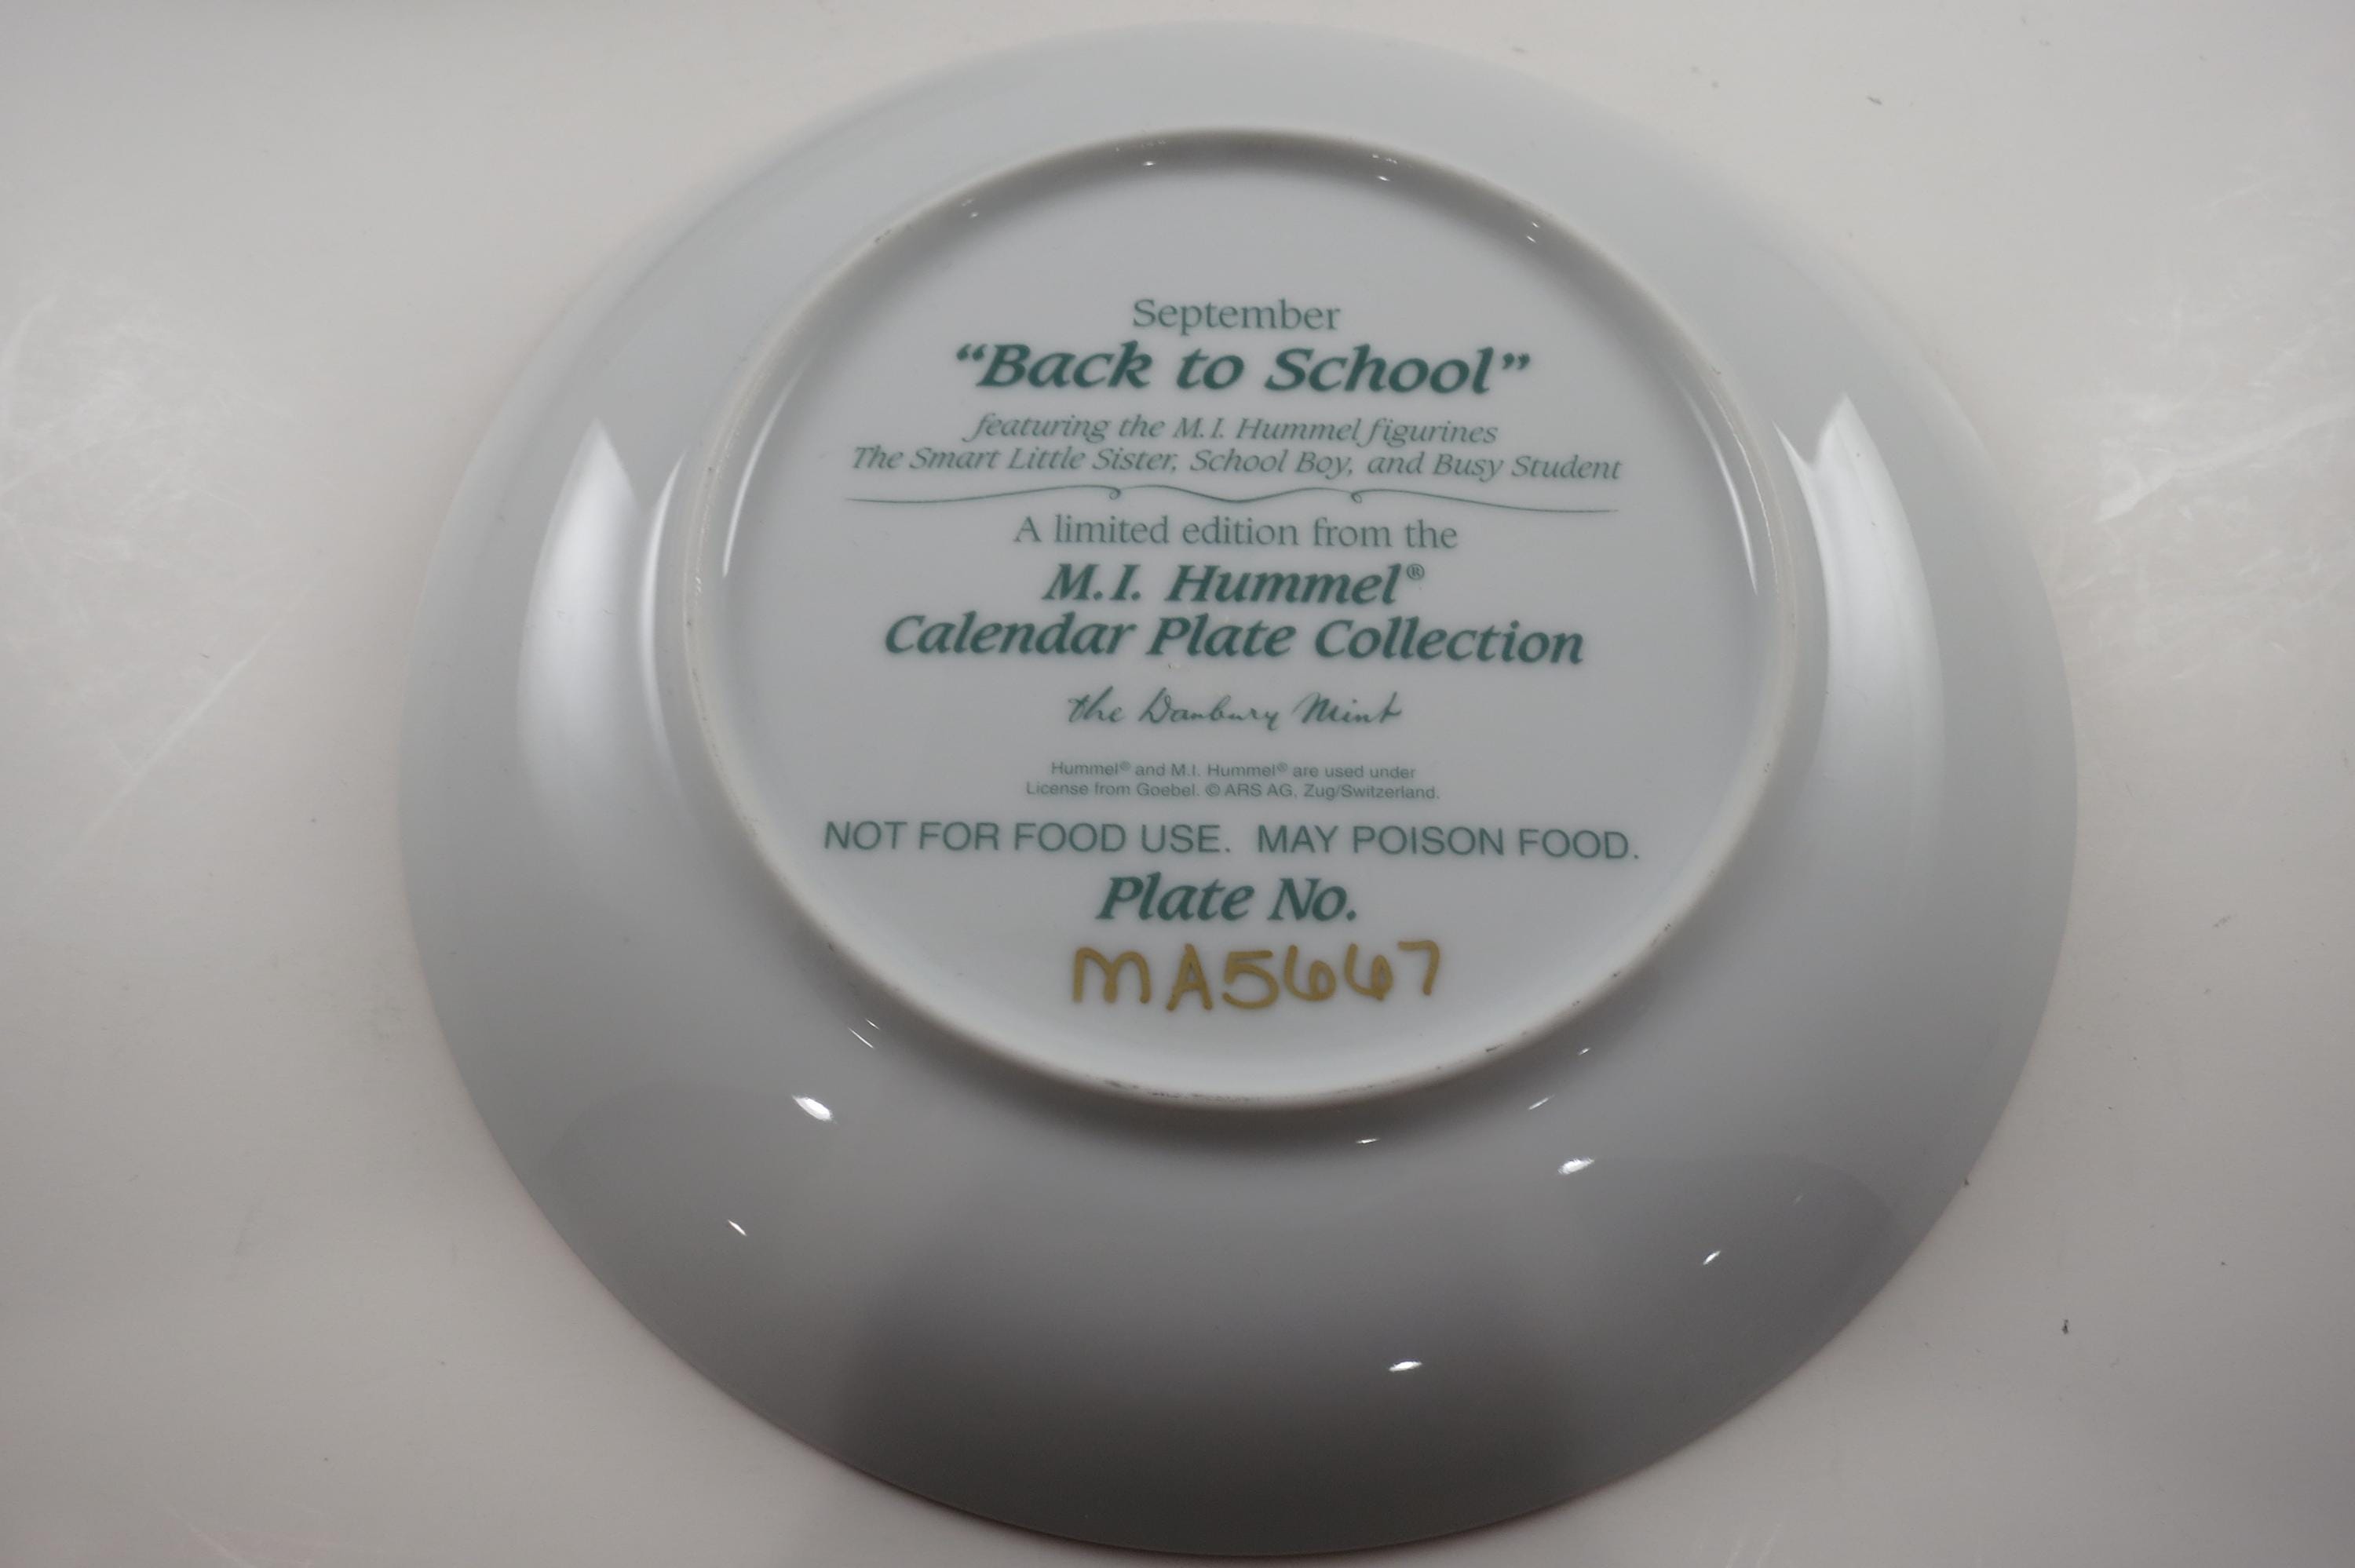 September
“Back to School”
featuring the M.I. Hummel figurines
The Smart Little Sister, School Boy, and Busy Student
A limited edition from the
M.I. Hummel®
Calendar Plate Collection
the Danbury Mint
Hummel® and M.I. Hummel® are used under
License from Goebel. © ARS AG, Zug/Switzerland.
NOT FOR FOOD USE. MAY POISON FOOD.
Plate No.
MA5667